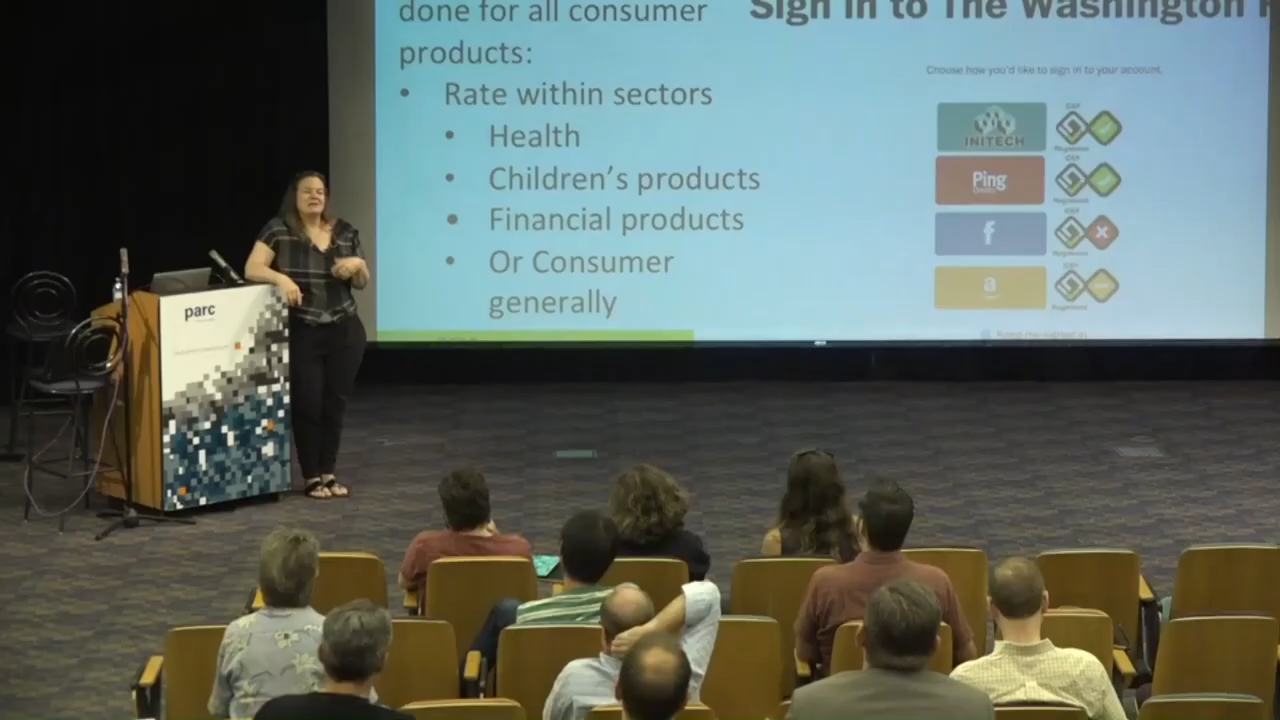 done for all consumer
products:
• Rate within sectors
• Health
• Children's products
• Financial products
• Or Consumer
generally
Sign in to The Washington
Choose how you'd like to sign in to your account.
INITECH
Ping
f
a
parc